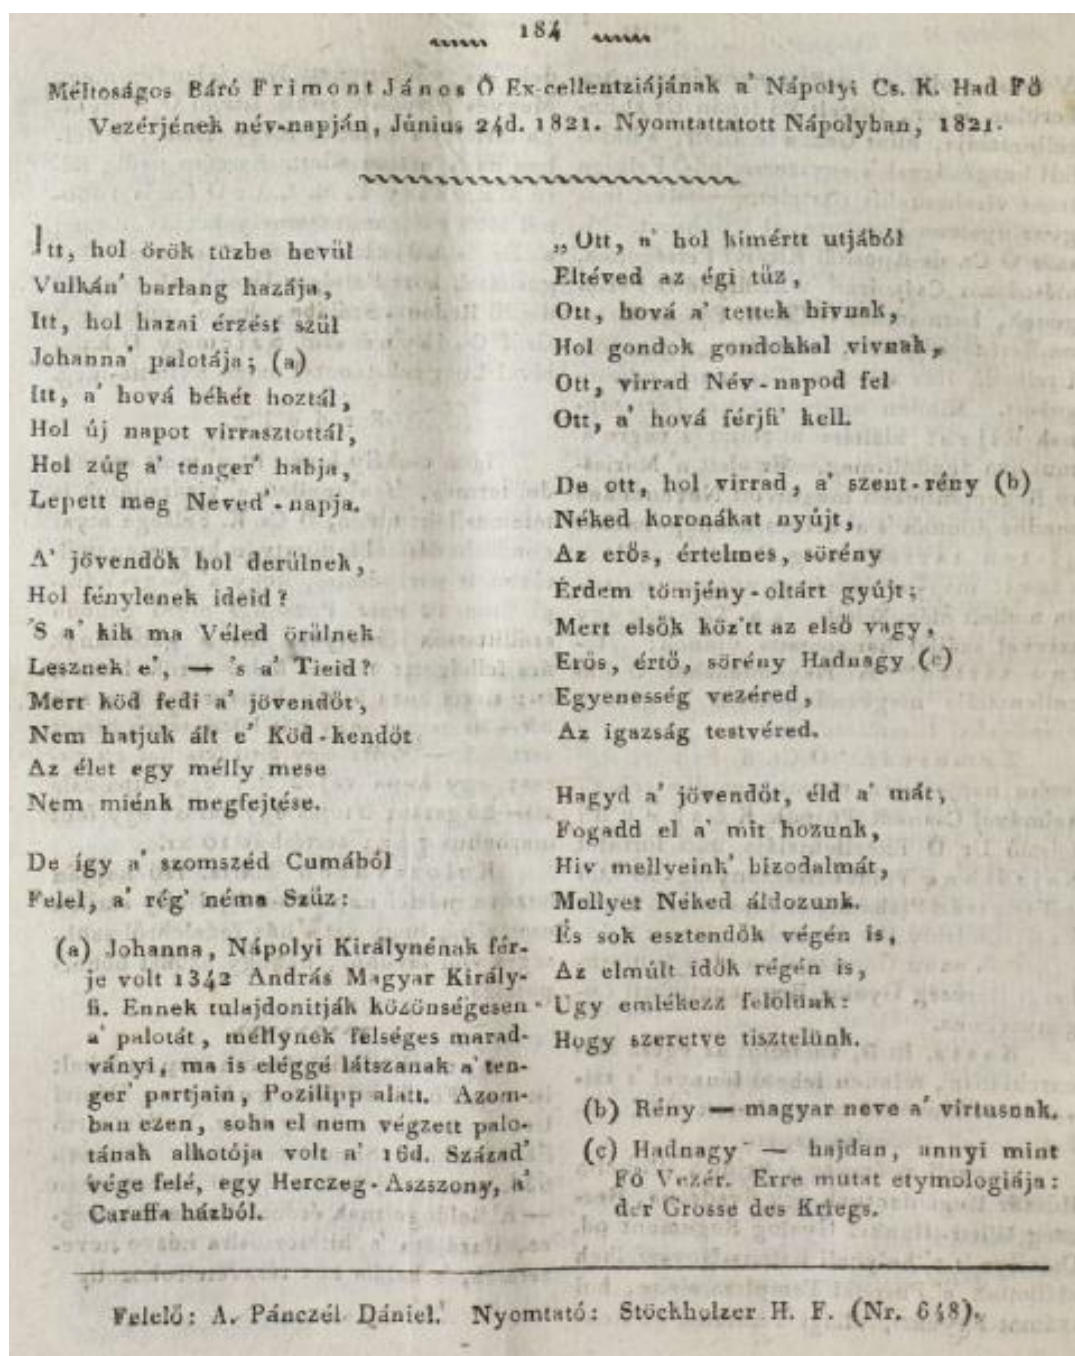 184
Méltoságos Báró Frimont János Ő Ex-cellentziájának a' Nápolyi Cs. K. Had Fő
Vezérjének név-napján, Június 24d. 1821. Nyomtattatott Nápolyban, 1821.
Itt, hol örök tüzbe hevül
Vulkán' barlang hazája,
Itt, hol hazai érzést szül
Johanna' palotája; (a)
Itt, a' hová békét hoztál,
Hol új napot virrasztottál,
Hol zúg a' tenger' habja,
Lepett meg Neved'-napja.
A' jövendők hol derűlnek,
Hol fénylenek ideid?
'S a' kik ma Véled örülnek
Lesznek e', — 's a' Tieid?
Mert köd fedi a' jövendőt,
Nem hatjuk ált e' Köd-kendőt
Az élet egy mélly mese
Nem miénk megfejtése.
De így a' szomszéd Cumából
Felel, a' rég' néma Szűz:
(a) Johanna, Nápolyi Királynénak fér-
je volt 1342 András Magyar Király-
fi. Ennek tulajdonitják közönségesen
a' palotát, mellynek felséges marad-
ványi, ma is eléggé látszanak a' ten-
ger' partjain, Pozilipp alatt. Azom-
ban ezen, soha el nem végzett palo-
tának alkotója volt a' 16d. Század'
vége felé, egy Herczeg-Aszszony, a'
Caraffa házból.
„Ott, a' hol kimértt utjából
Eltéved az égi tűz,
Ott, hová a' tettek hivnak,
Hol gondok gondokkal vivnak,
Ott, virrad Név-napod fel
Ott, a' hová férjfi' kell.
De ott, hol virrad, a' szent-rény (b)
Néked koronákat nyújt,
Az erős, értelmes, sörény
Érdem tömjény-oltárt gyújt;
Mert elsők köz'tt az első vagy,
Erős, értő, sörény Hadnagy (c)
Egyenesség vezéred,
Az igazság testvéred.
Hagyd a' jövendőt, éld a' mát,
Fogadd el a' mit hozunk,
Hiv mellyeink' bizodalmát,
Mellyet Néked áldozunk.
És sok esztendők végén is,
Az elmúlt idők régén is,
Ugy emlékezz felőlünk:
Hogy szeretve tisztelünk.
(b) Rény — magyar neve a' virtusnak.
(c) Hadnagy — hajdan, annyi mint
Fő Vezér. Erre mutat etymologiája:
der Grosse des Kriegs.
Felelő: A. Pánczél Dániel. Nyomtató: Stöckholzer H. F. (Nr. 648).